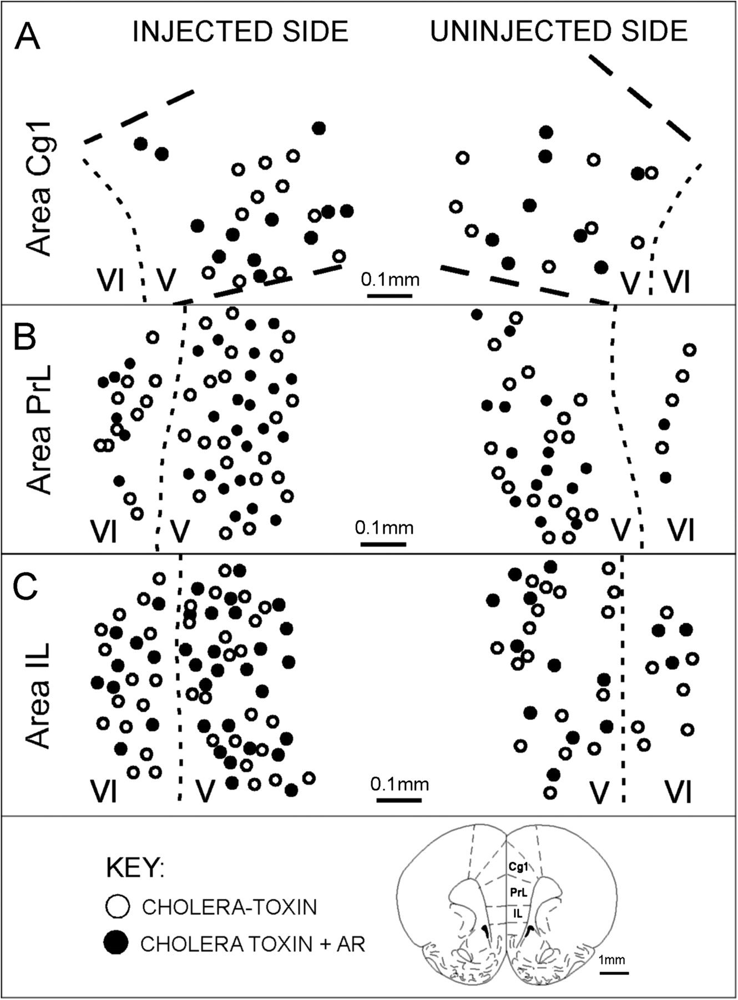 A
INJECTED SIDE
UNINJECTED SIDE
Area Cg1
VI
V
0.1mm
V
VI
B
Area PrL
VI
V
0.1mm
V
VI
C
Area IL
VI
V
0.1mm
V
VI
KEY:
CHOLERA-TOXIN
CHOLERA TOXIN + AR
Cg1
PrL
IL
1mm